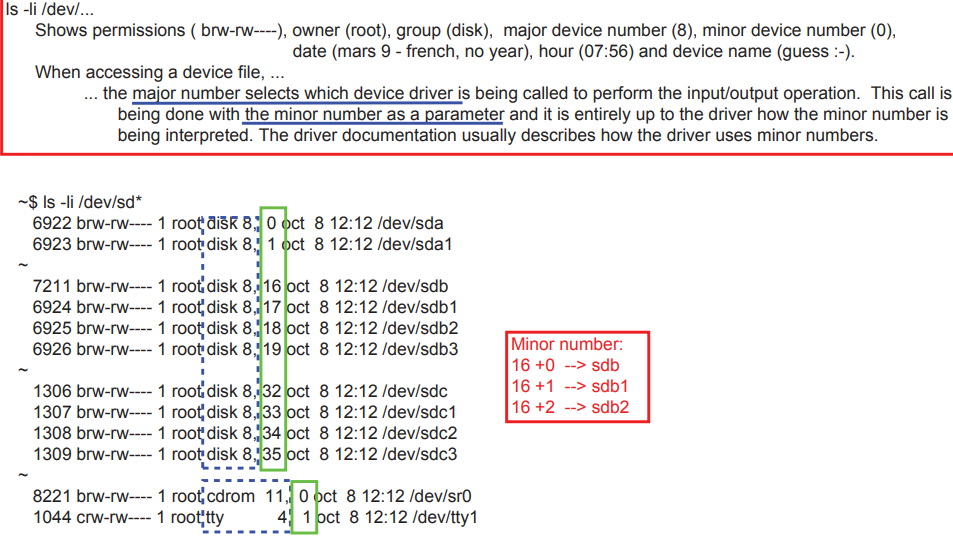 ls -li /dev/...
Shows permissions ( brw-rw----), owner (root), group (disk),  major device number (8), minor device number (0),
date (mars 9 - french, no year), hour (07:56) and device name (guess :-).
When accessing a device file, ...
... the major number selects which device driver is being called to perform the input/output operation.  This call is
being done with the minor number as a parameter and it is entirely up to the driver how the minor number is
being interpreted. The driver documentation usually describes how the driver uses minor numbers.
~$ ls -li /dev/sd*
6922 brw-rw---- 1 root disk 8,  0 oct  8 12:12 /dev/sda
6923 brw-rw---- 1 root disk 8,  1 oct  8 12:12 /dev/sda1
~
7211 brw-rw---- 1 root disk 8, 16 oct  8 12:12 /dev/sdb
6924 brw-rw---- 1 root disk 8, 17 oct  8 12:12 /dev/sdb1
6925 brw-rw---- 1 root disk 8, 18 oct  8 12:12 /dev/sdb2
6926 brw-rw---- 1 root disk 8, 19 oct  8 12:12 /dev/sdb3
~
1306 brw-rw---- 1 root disk 8, 32 oct  8 12:12 /dev/sdc
1307 brw-rw---- 1 root disk 8, 33 oct  8 12:12 /dev/sdc1
1308 brw-rw---- 1 root disk 8, 34 oct  8 12:12 /dev/sdc2
1309 brw-rw---- 1 root disk 8, 35 oct  8 12:12 /dev/sdc3
~
8221 brw-rw---- 1 root cdrom  11,  0 oct  8 12:12 /dev/sr0
1044 crw-rw---- 1 root tty  4,  1 oct  8 12:12 /dev/tty1
Minor number:
16 +0  --> sdb
16 +1  --> sdb1
16 +2  --> sdb2